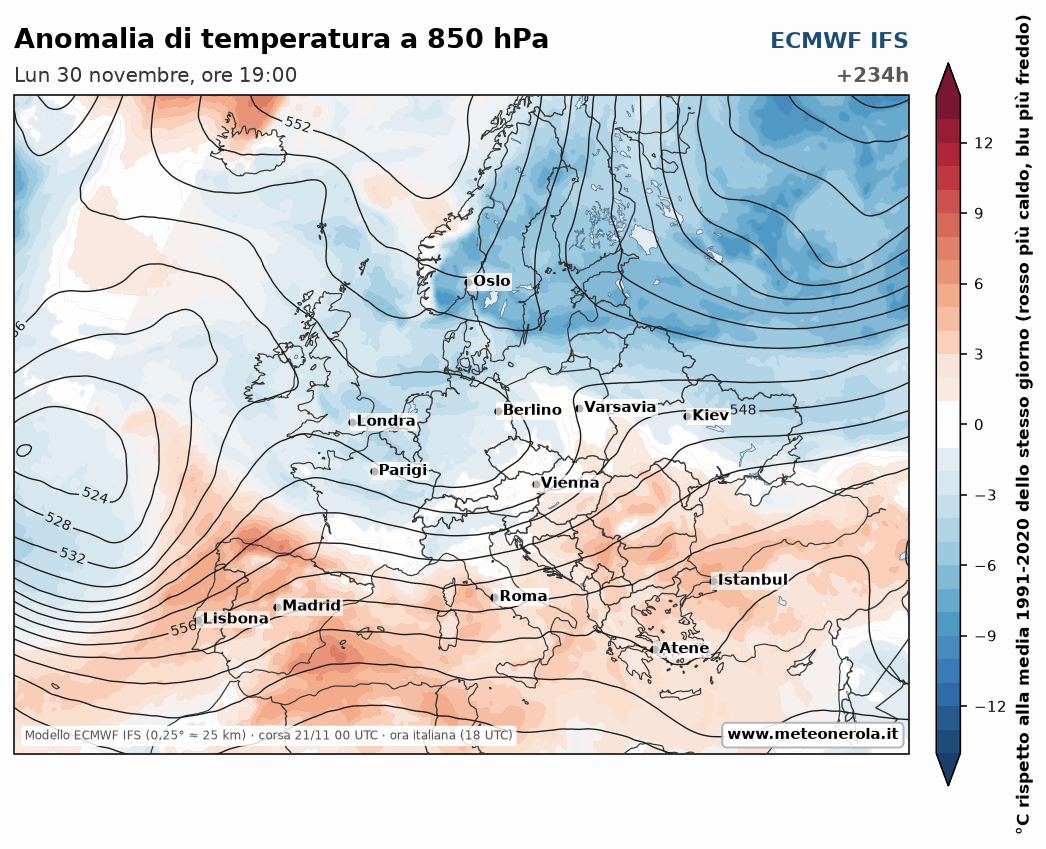 Anomalia di temperatura a 850 hPa
ECMWF IFS
Lun 30 novembre, ore 19:00
+234h
552
Oslo
Londra
Berlino
Varsavia
Kiev
548
Parigi
Vienna
524
528
532
556
Lisbona
Madrid
Roma
Istanbul
Atene
Modello ECMWF IFS (0,25° ≈ 25 km) · corsa 21/11 00 UTC · ora italiana (18 UTC)
www.meteonerola.it
12
9
6
3
0
−3
−6
−9
−12
°C rispetto alla media 1991-2020 dello stesso giorno (rosso più caldo, blu più freddo)